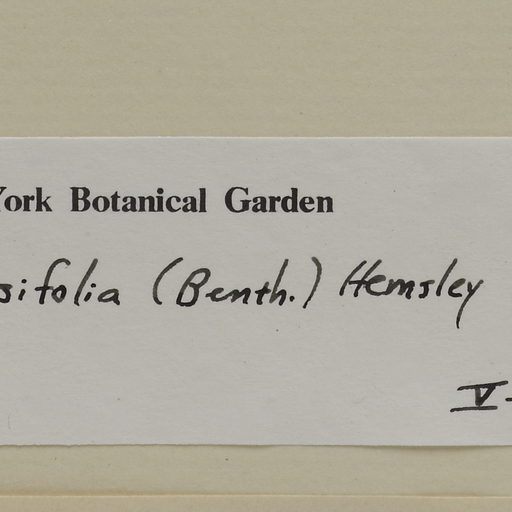 York Botanical Garden
sifolia (Benth.) Hemsley
V-